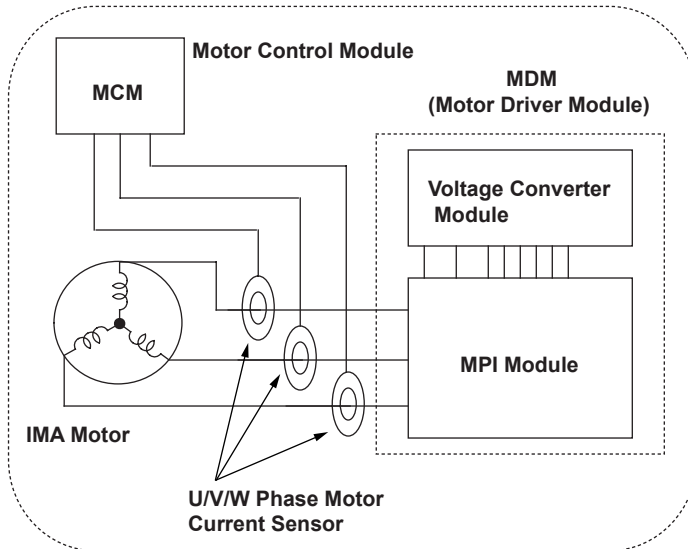 Motor Control Module
MCM
MDM
(Motor Driver Module)
Voltage Converter
Module
MPI Module
IMA Motor
U/V/W Phase Motor
Current Sensor